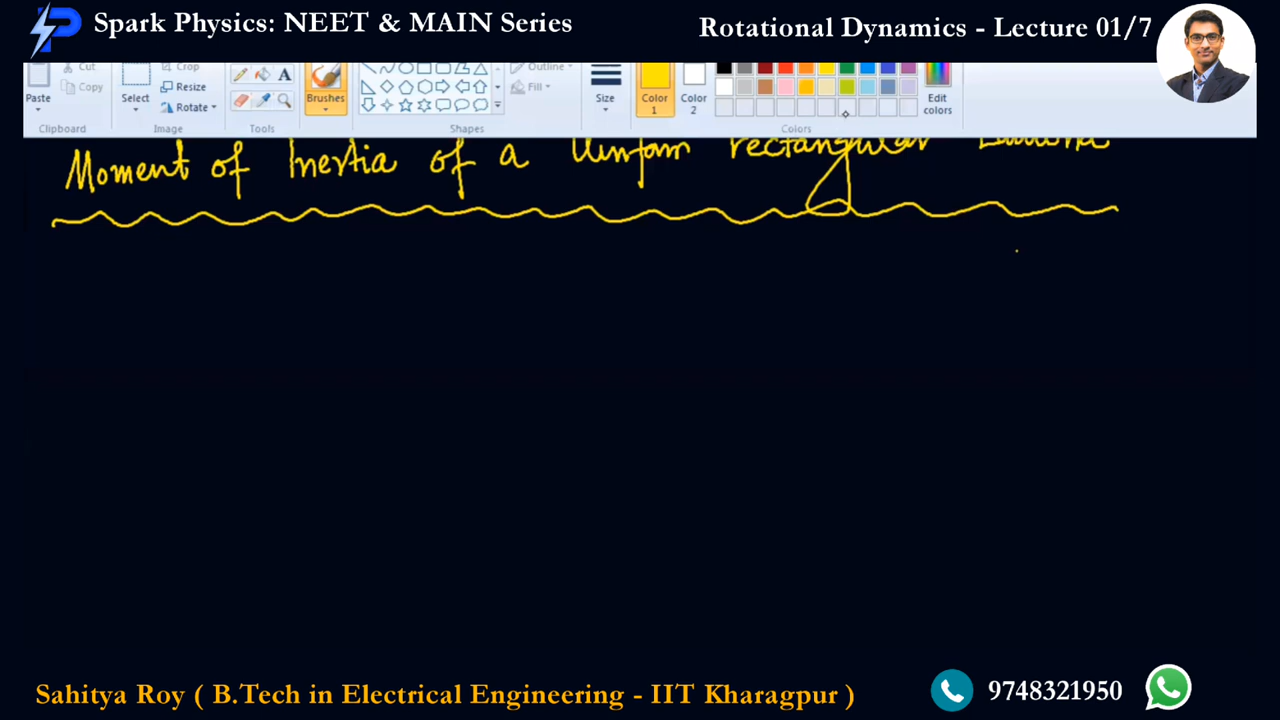 Spark Physics: NEET & MAIN Series
Rotational Dynamics - Lecture 01/7
Cut
Crop
Outline
Copy
Resize
Fill
Paste
Select
Rotate
Brushes
Size
Color 1
Color 2
Edit colors
Clipboard
Image
Tools
Shapes
Colors
Moment of Inertia of a Uniform rectangular
Sahitya Roy ( B.Tech in Electrical Engineering - IIT Kharagpur )
9748321950